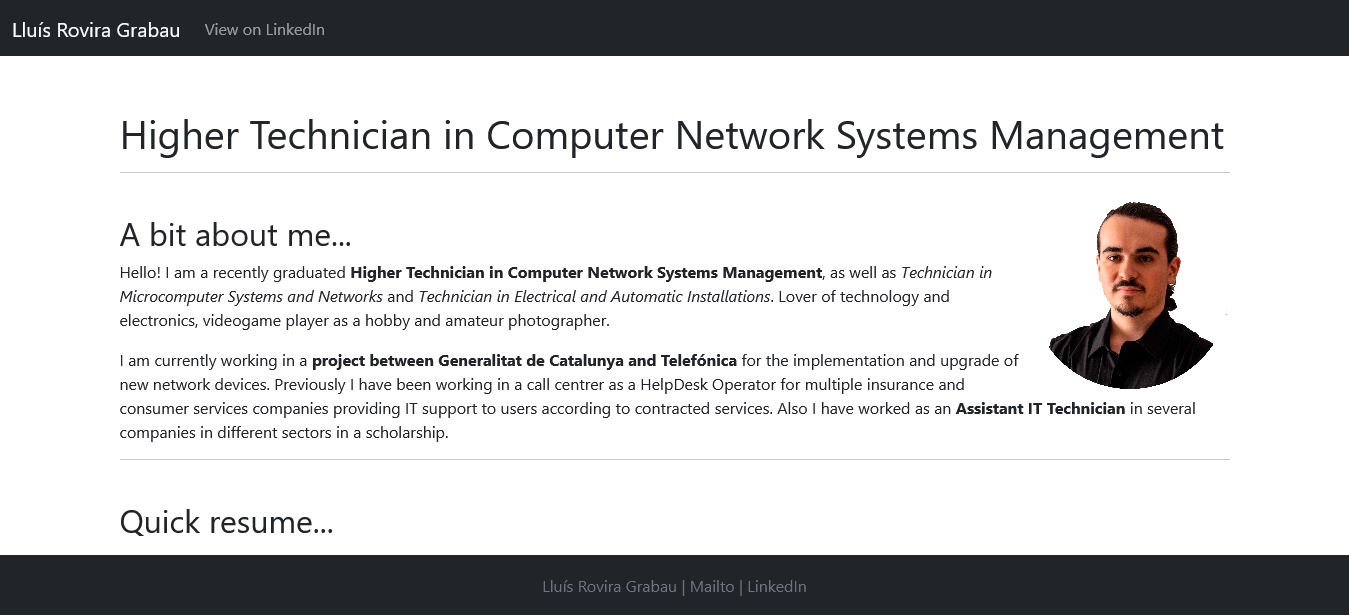 Lluís Rovira Grabau View on LinkedIn
Higher Technician in Computer Network Systems Management
A bit about me...
Hello! I am a recently graduated Higher Technician in Computer Network Systems Management, as well as Technician in
Microcomputer Systems and Networks and Technician in Electrical and Automatic Installations. Lover of technology and
electronics, videogame player as a hobby and amateur photographer.
I am currently working in a project between Generalitat de Catalunya and Telefónica for the implementation and upgrade of
new network devices. Previously I have been working in a call centrer as a HelpDesk Operator for multiple insurance and
consumer services companies providing IT support to users according to contracted services. Also I have worked as an Assistant IT Technician in several
companies in different sectors in a scholarship.
Quick resume...
Lluís Rovira Grabau | Mailto | LinkedIn